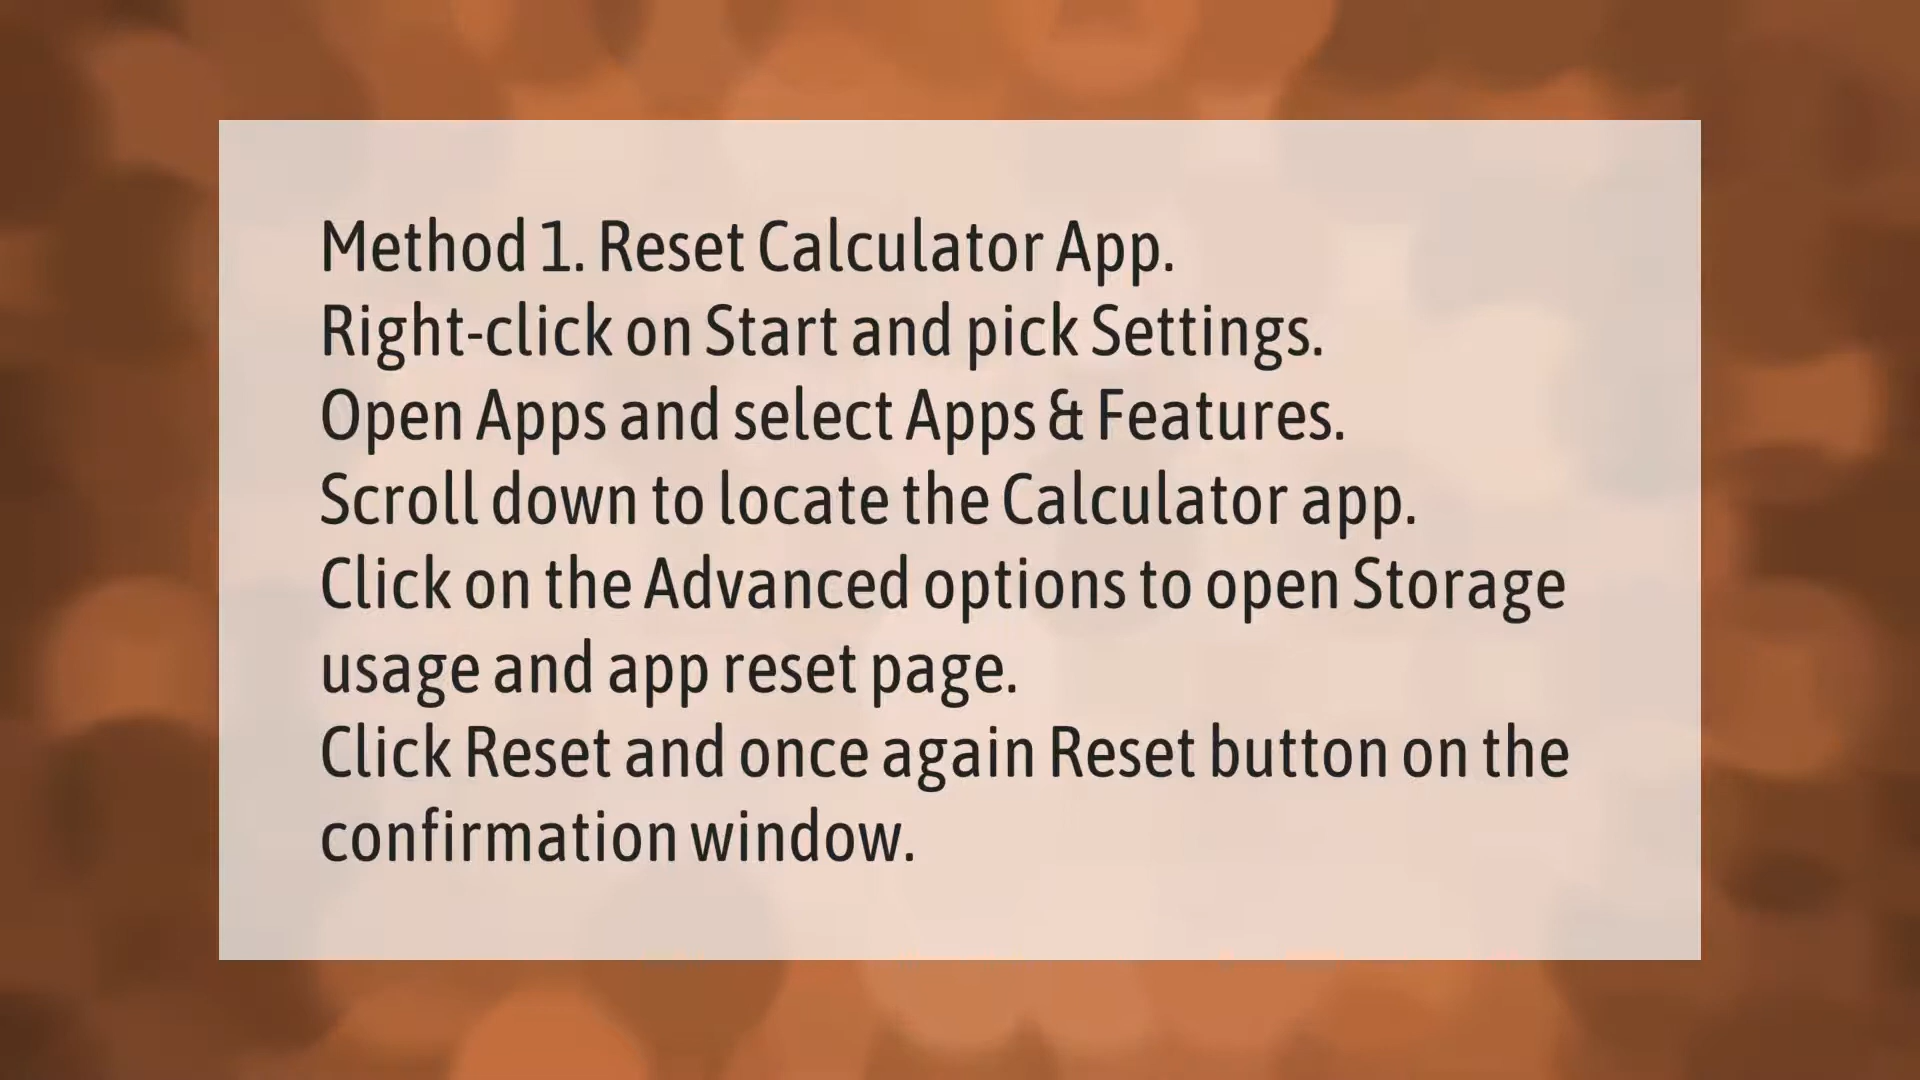 Method 1. Reset Calculator App.
Right-click on Start and pick Settings.
Open Apps and select Apps & Features.
Scroll down to locate the Calculator app.
Click on the Advanced options to open Storage
usage and app reset page.
Click Reset and once again Reset button on the
confirmation window.